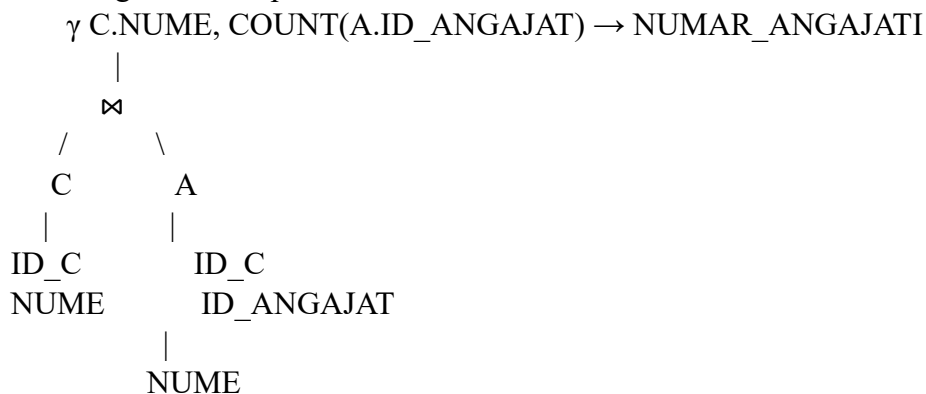 γ C.NUME, COUNT(A.ID_ANGAJAT) → NUMAR_ANGAJATI
|
⋈
/ \
C A
| |
ID_C ID_C
NUME ID_ANGAJAT
|
NUME